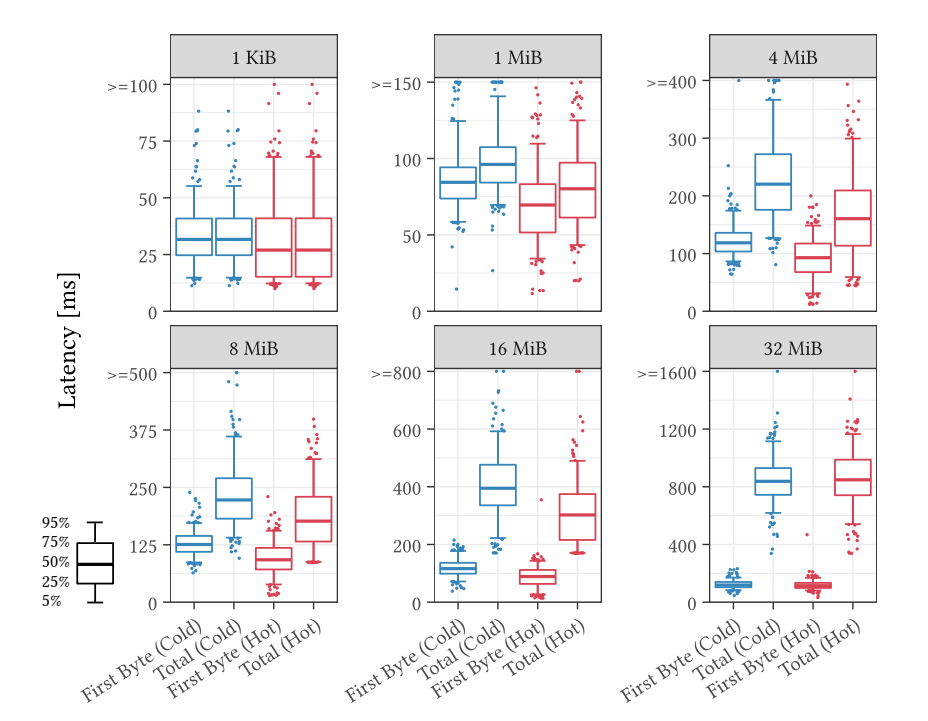 1 KiB
1 MiB
4 MiB
>=100
75
50
25
0
>=150
100
50
0
>=400
300
200
100
0
Latency [ms]
8 MiB
16 MiB
32 MiB
>=500
375
250
125
0
>=800
600
400
200
0
>=1600
1200
800
400
0
95%
75%
50%
25%
5%
First Byte (Cold)
Total (Cold)
First Byte (Hot)
Total (Hot)
First Byte (Cold)
Total (Cold)
First Byte (Hot)
Total (Hot)
First Byte (Cold)
Total (Cold)
First Byte (Hot)
Total (Hot)